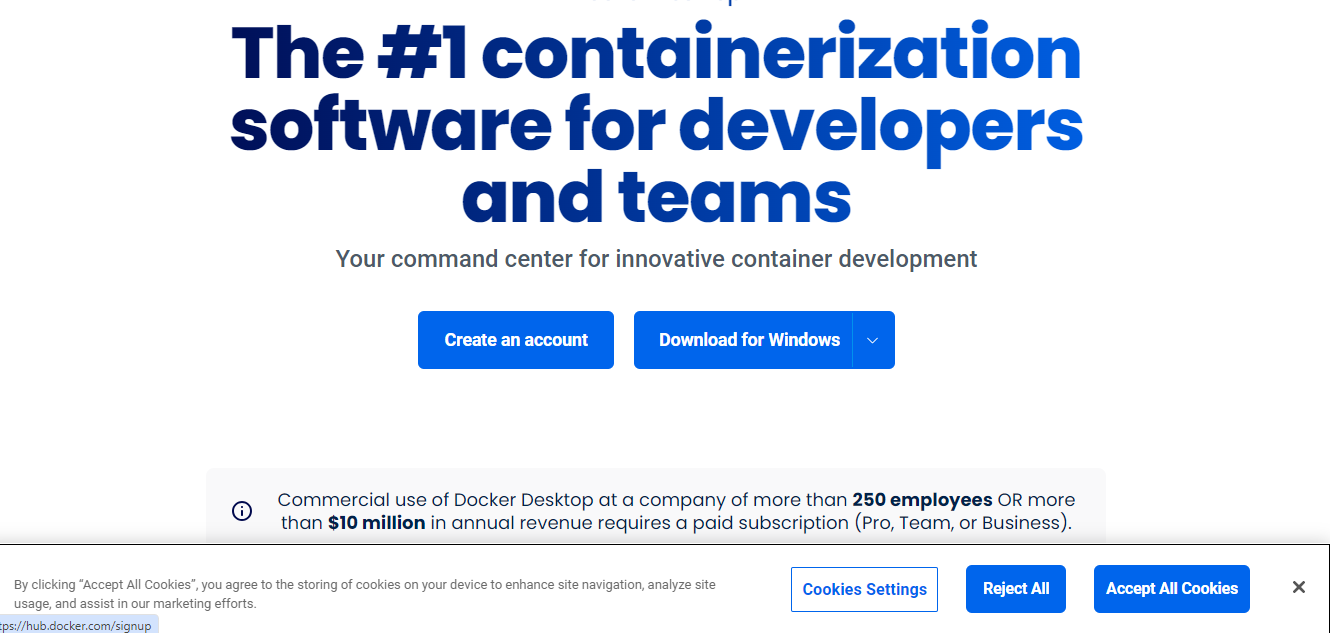 The #1 containerization
software for developers
and teams
Your command center for innovative container development
Create an account
Download for Windows
Commercial use of Docker Desktop at a company of more than 250 employees OR more
than $10 million in annual revenue requires a paid subscription (Pro, Team, or Business).
By clicking “Accept All Cookies”, you agree to the storing of cookies on your device to enhance site navigation, analyze site
usage, and assist in our marketing efforts.
Cookies Settings
Reject All
Accept All Cookies
tps://hub.docker.com/signup